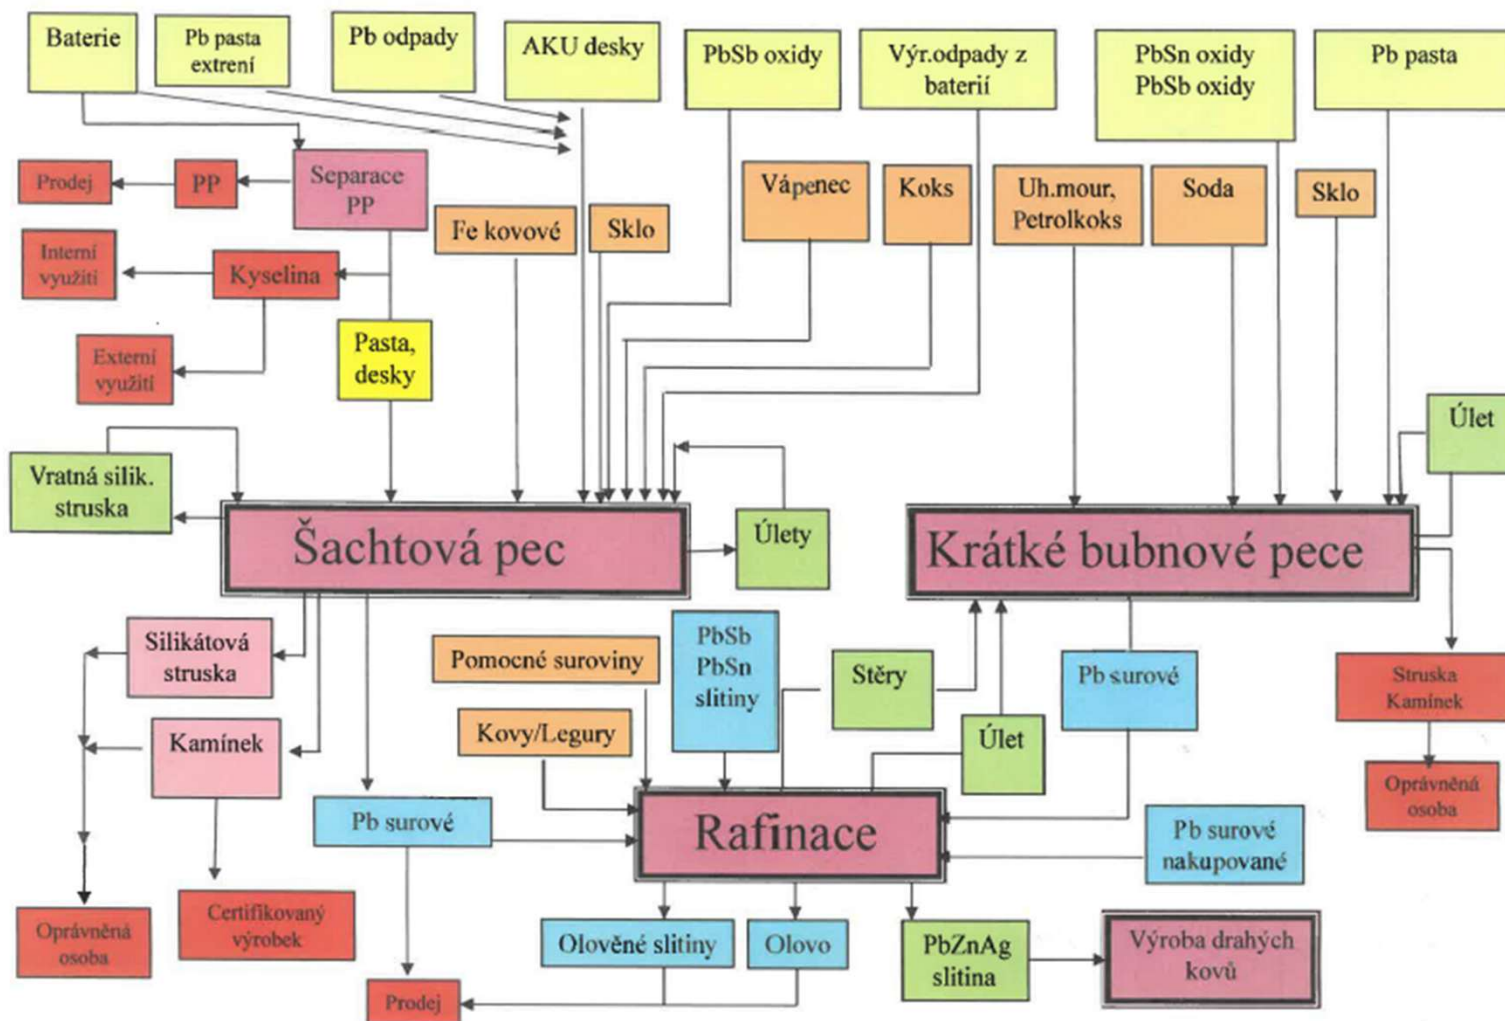 Baterie
Pb pasta
extrení
Pb odpady
AKU desky
PbSb oxidy
Výr.odpady z
baterií
PbSn oxidy
PbSb oxidy
Pb pasta
Prodej
PP
Separace
PP
Fe kovové
Sklo
Vápenec
Koks
Uh.mour,
Petrolkoks
Soda
Sklo
Interní
využití
Kyselina
Externí
využití
Pasta,
desky
Úlet
Vratná silik.
struska
Šachtová pec
Úlety
Krátké bubnové pece
Silikátová
struska
Pomocné suroviny
PbSb
PbSn
slitiny
Stěry
Pb surové
Struska
Kamínek
Kamínek
Kovy/Legury
Úlet
Oprávněná
osoba
Pb surové
Rafinace
Pb surové
nakupované
Oprávněná
osoba
Certifikovaný
výrobek
Olověné slitiny
Olovo
PbZnAg
slitina
Výroba drahých
kovů
Prodej